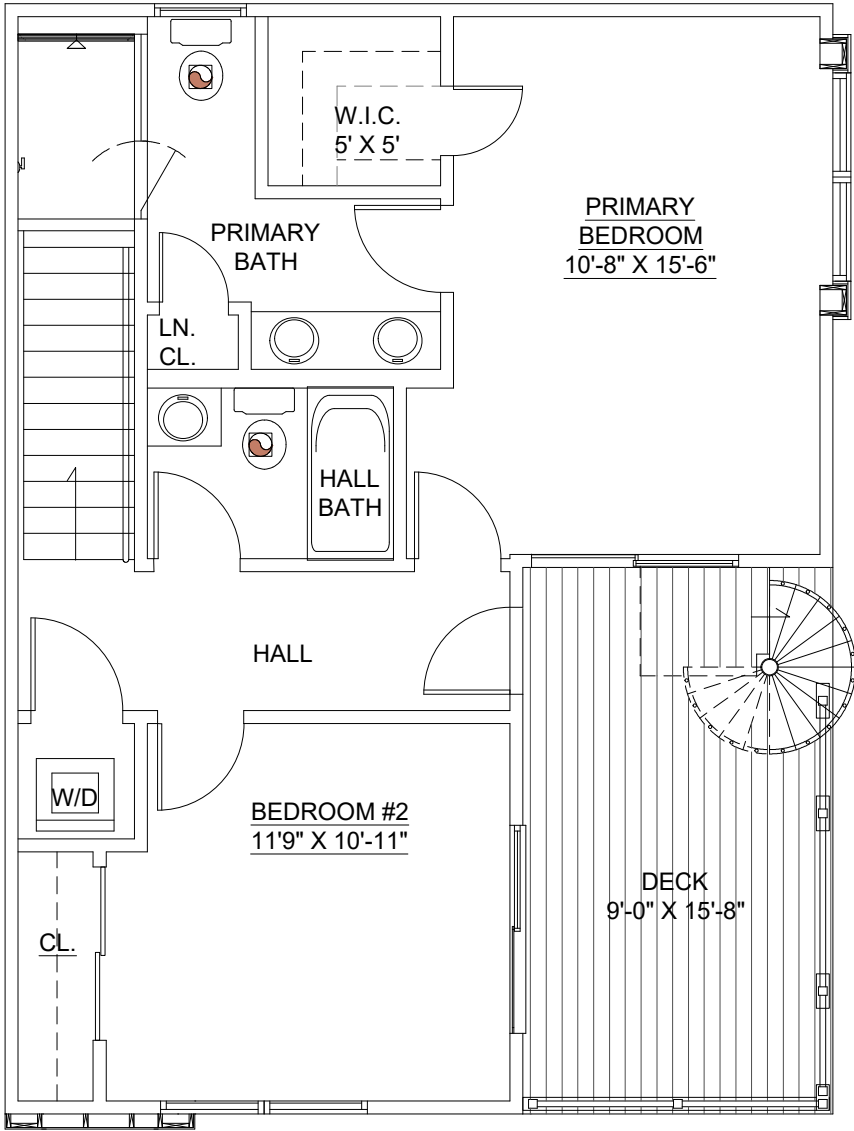 W.I.C.
5' X 5'
PRIMARY
BEDROOM
10'-8" X 15'-6"
PRIMARY
BATH
LN.
CL.
HALL
BATH
HALL
W/D
BEDROOM #2
11'9" X 10'-11"
DECK
9'-0" X 15'-8"
CL.